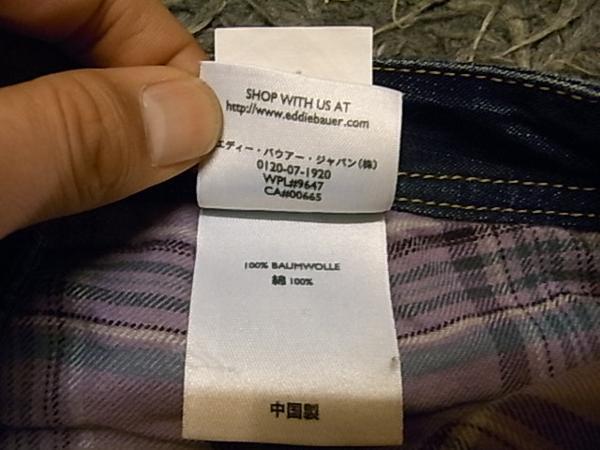 SHOP WITH US AT
http://www.eddiebauer.com
エディー・バウアー・ジャパン(株)
0120-07-1920
WPL#9647
CA#00665
100% BAUMWOLLE
綿 100%
中国製